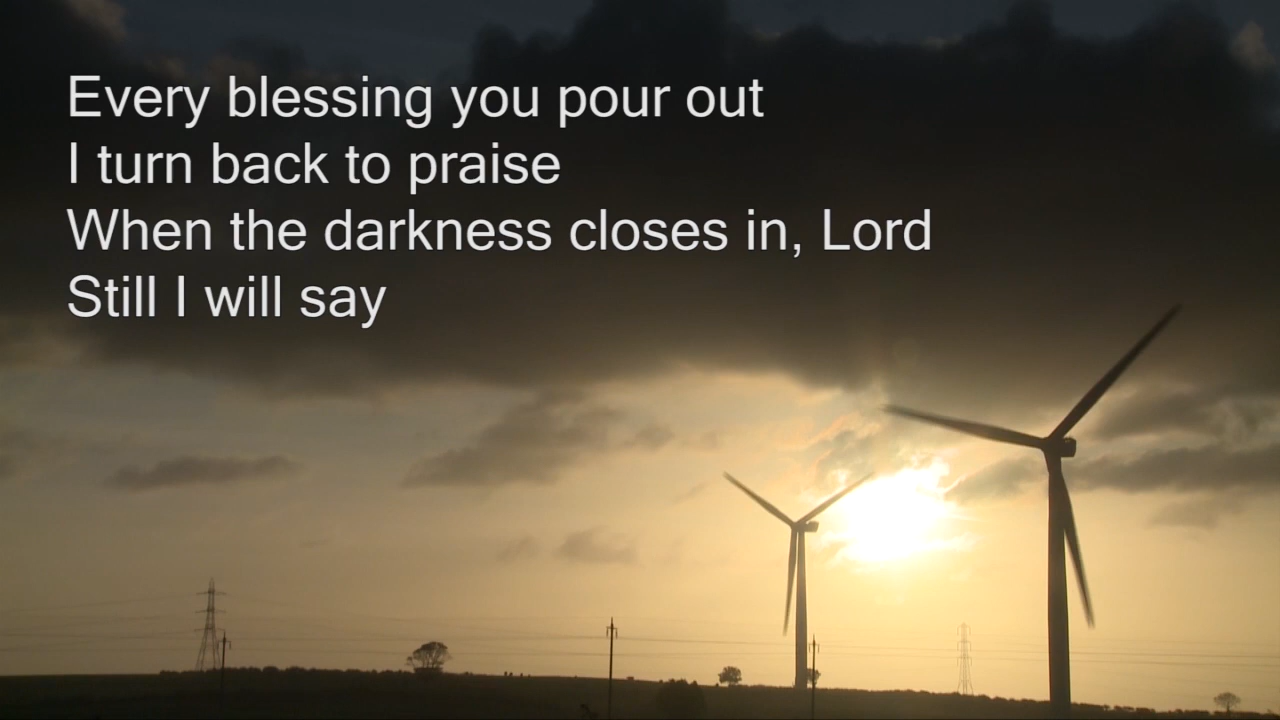 Every blessing you pour out
I turn back to praise
When the darkness closes in, Lord
Still I will say